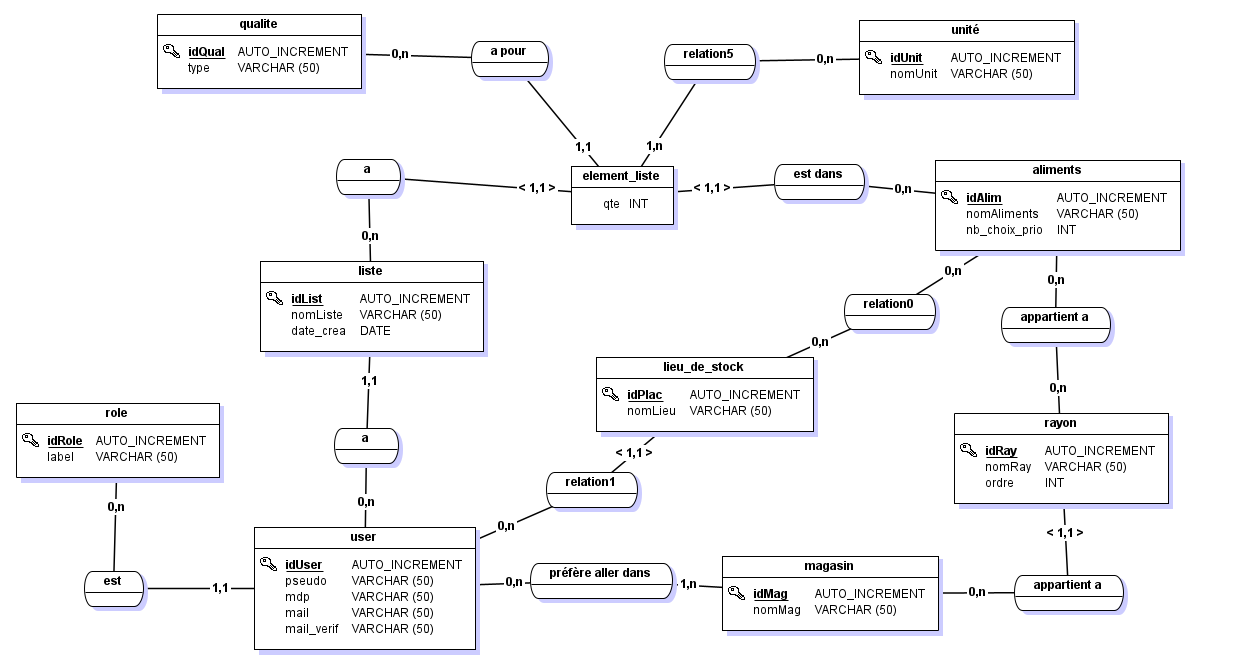 qualite
idQual AUTO_INCREMENT
type VARCHAR (50)
0,n
a pour
1,1
relation5
0,n
1,n
unité
idUnit AUTO_INCREMENT
nomUnit VARCHAR (50)
a
< 1,1 >
0,n
element_liste
qte INT
< 1,1 >
est dans
0,n
aliments
idAlim AUTO_INCREMENT
nomAliments VARCHAR (50)
nb_choix_prio INT
liste
idList AUTO_INCREMENT
nomListe VARCHAR (50)
date_crea DATE
0,n
relation0
0,n
0,n
appartient a
0,n
lieu_de_stock
idPlac AUTO_INCREMENT
nomLieu VARCHAR (50)
1,1
a
0,n
role
idRole AUTO_INCREMENT
label VARCHAR (50)
0,n
est
1,1
< 1,1 >
relation1
0,n
rayon
idRay AUTO_INCREMENT
nomRay VARCHAR (50)
ordre INT
< 1,1 >
user
idUser AUTO_INCREMENT
pseudo VARCHAR (50)
mdp VARCHAR (50)
mail VARCHAR (50)
mail_verif VARCHAR (50)
0,n
préfère aller dans
1,n
magasin
idMag AUTO_INCREMENT
nomMag VARCHAR (50)
0,n
appartient a